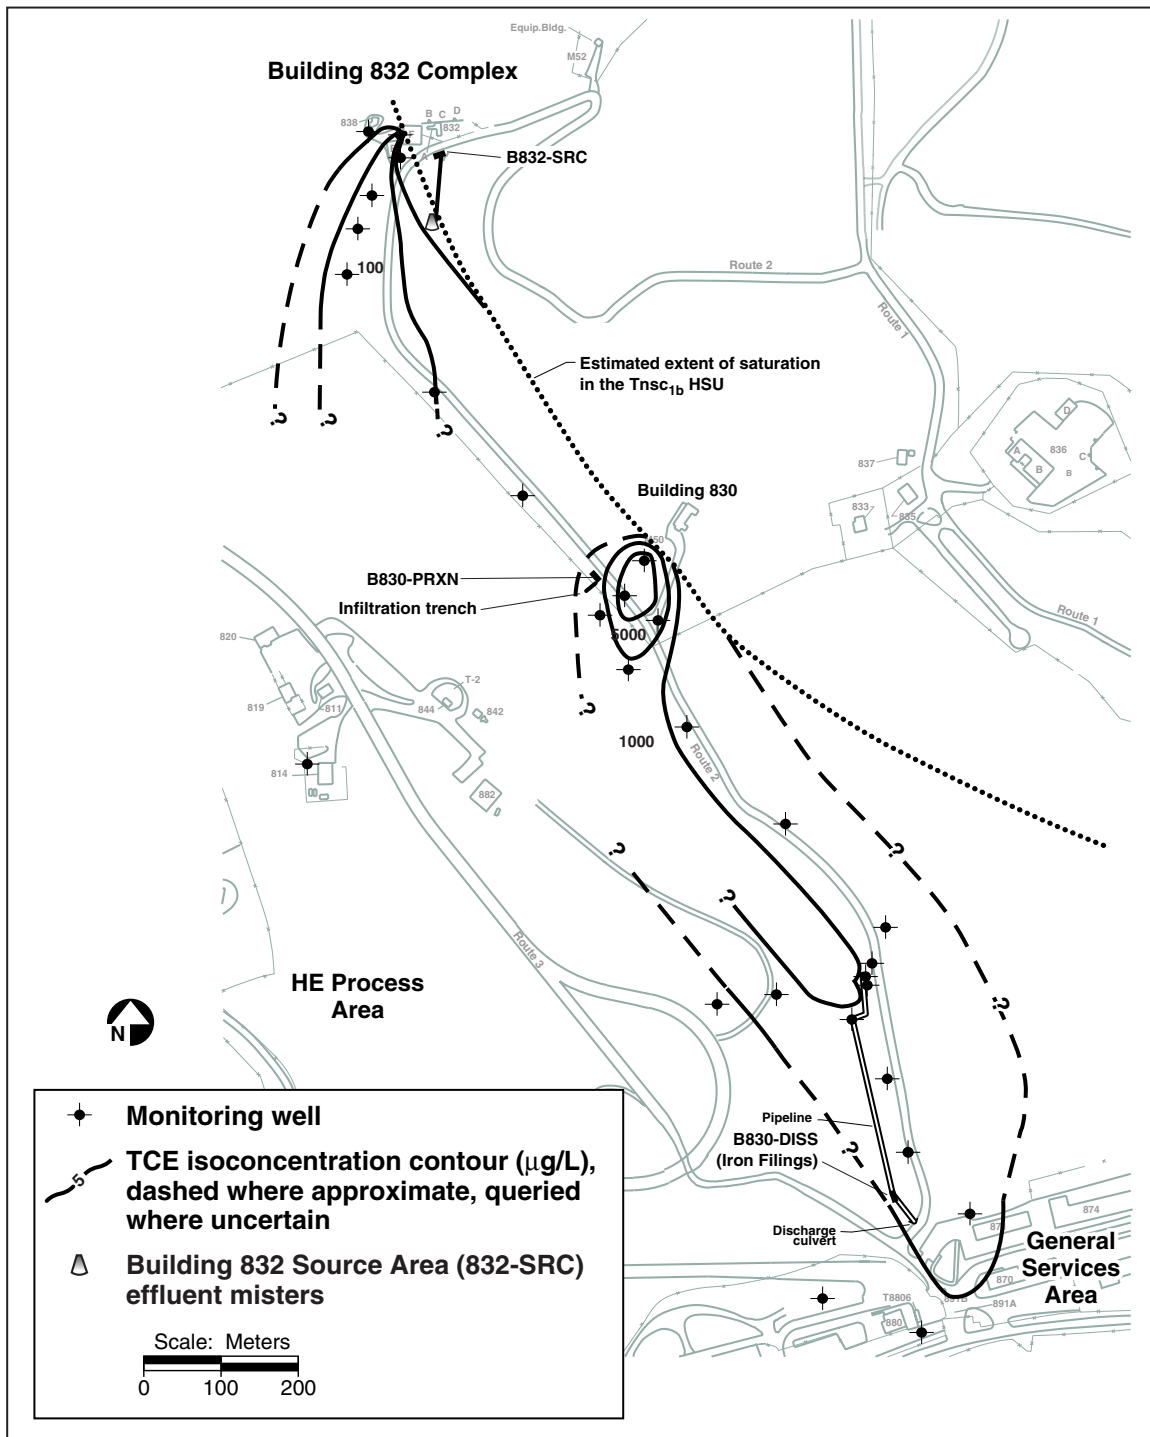 Equip.Bldg.
M52
Building 832 Complex
838
B C D
832
F
A
B832-SRC
100
Route 2
Route 1
Estimated extent of saturation
in the Tnsc1b HSU
?
?
?
D
A
836
C
B
B
837
833
835
Building 830
B830-PRXN
Infiltration trench
5000
Route 1
820
T-2
819
811
844
842
?
1000
Route 2
814
882
?
?
?
Route 3
HE Process
Area
?
N
Pipeline
B830-DISS
(Iron Filings)
?
Discharge
culvert
874
General
Services
Area
870
T8806
891A
880
Monitoring well
5
TCE isoconcentration contour (µg/L),
dashed where approximate, queried
where uncertain
Building 832 Source Area (832-SRC)
effluent misters
Scale: Meters
0 100 200